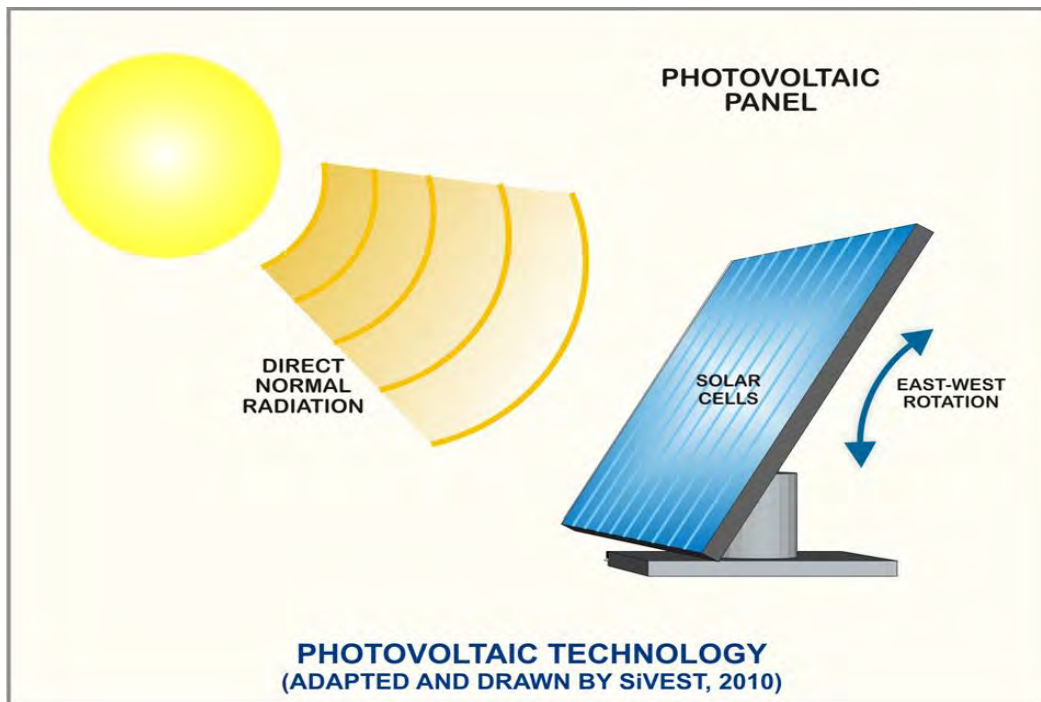 PHOTOVOLTAIC
PANEL
DIRECT
NORMAL
RADIATION
SOLAR
CELLS
EAST-WEST
ROTATION
PHOTOVOLTAIC TECHNOLOGY
(ADAPTED AND DRAWN BY SiVEST, 2010)